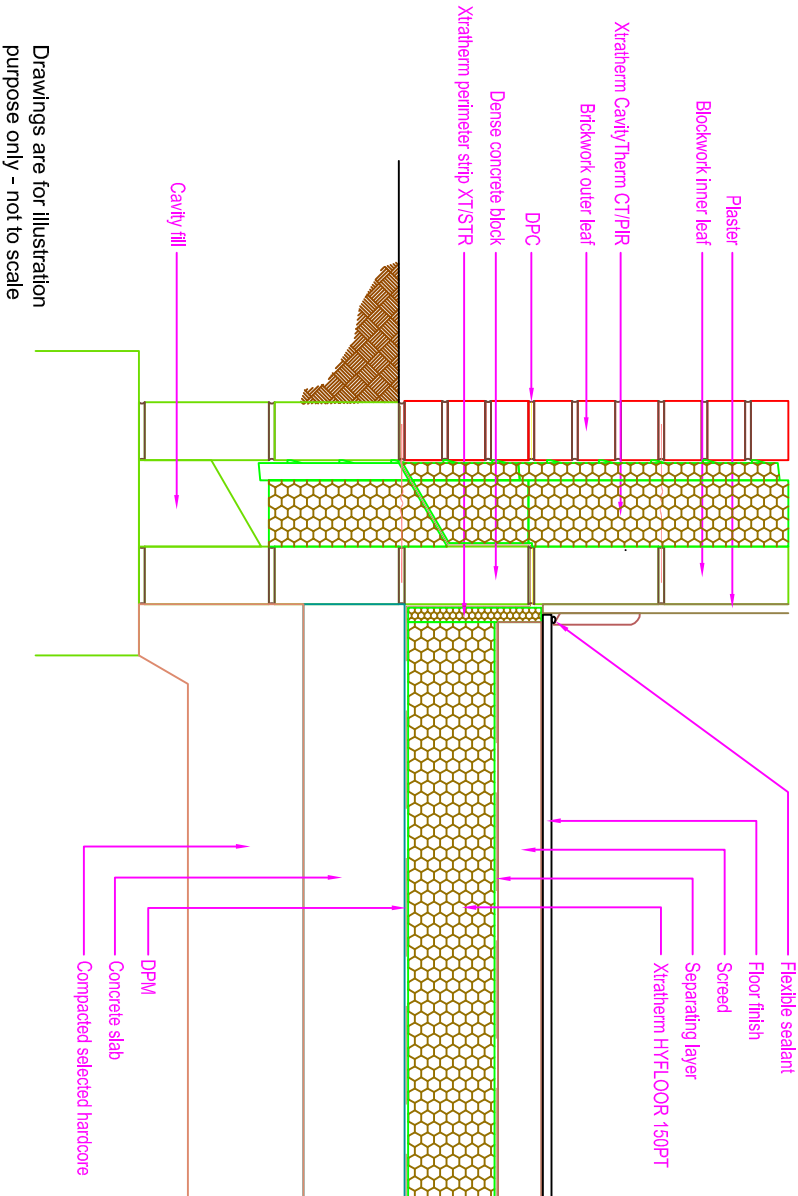 Plaster
Blockwork inner leaf
Xtratherm CavityTherm CT/PIR
Brickwork outer leaf
DPC
Dense concrete block
Xtratherm perimeter strip XT/STR
Cavity fill
Flexible sealant
Floor finish
Screed
Separating layer
Xtratherm HYFLOOR 150PT
DPM
Concrete slab
Compacted selected hardcore
Drawings are for illustration
purpose only - not to scale